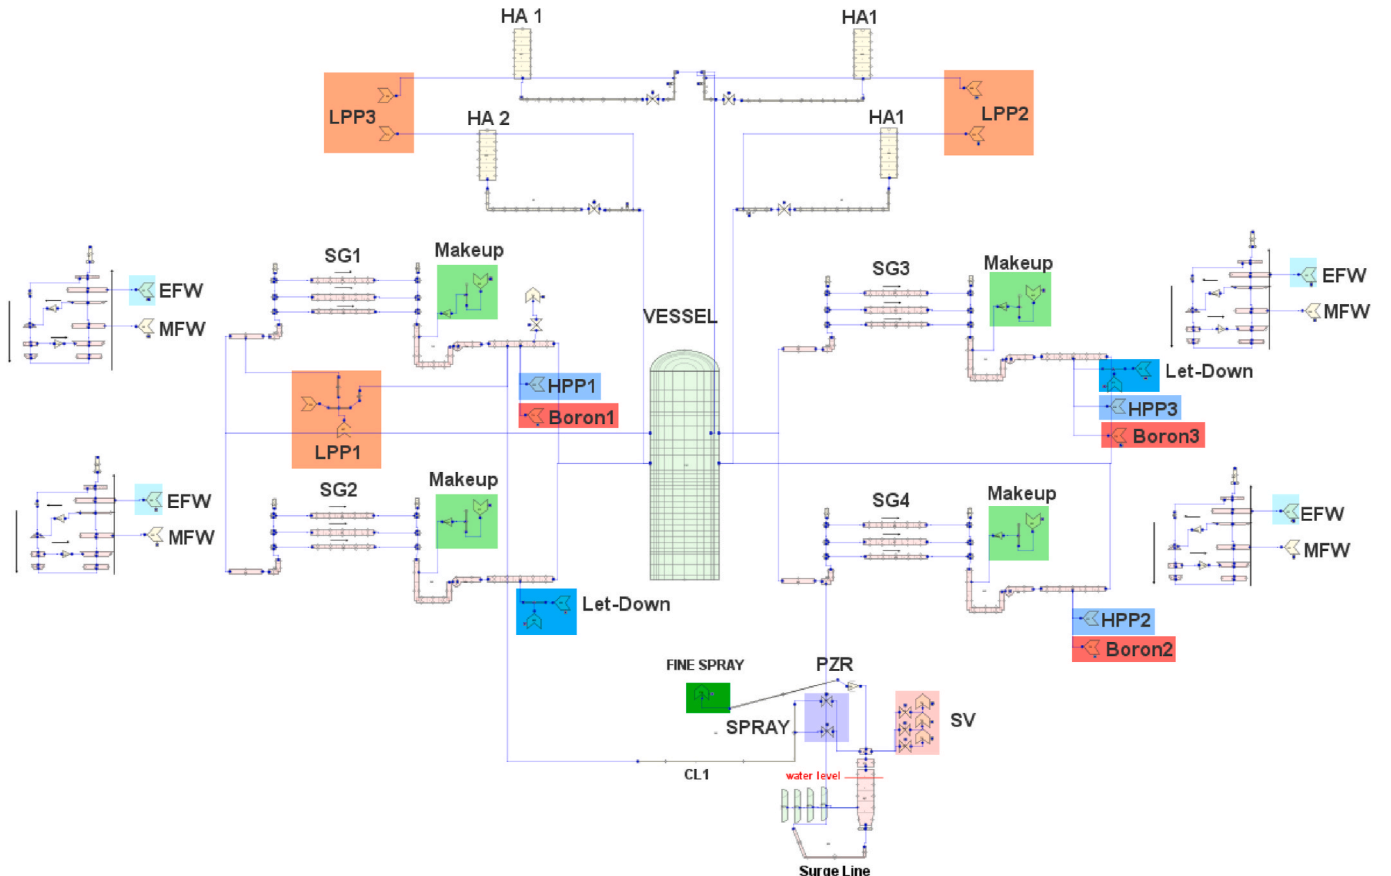 HA 1
HA1
LPP3
LPP2
HA 2
HA1
SG1
Makeup
SG3
Makeup
EFW
MFW
VESSEL
EFW
MFW
Let-Down
HPP1
HPP3
Boron1
Boron3
LPP1
SG2
Makeup
SG4
Makeup
EFW
MFW
EFW
MFW
Let-Down
HPP2
Boron2
FINE SPRAY
PZR
SPRAY
SV
CL1
water level
Surge Line